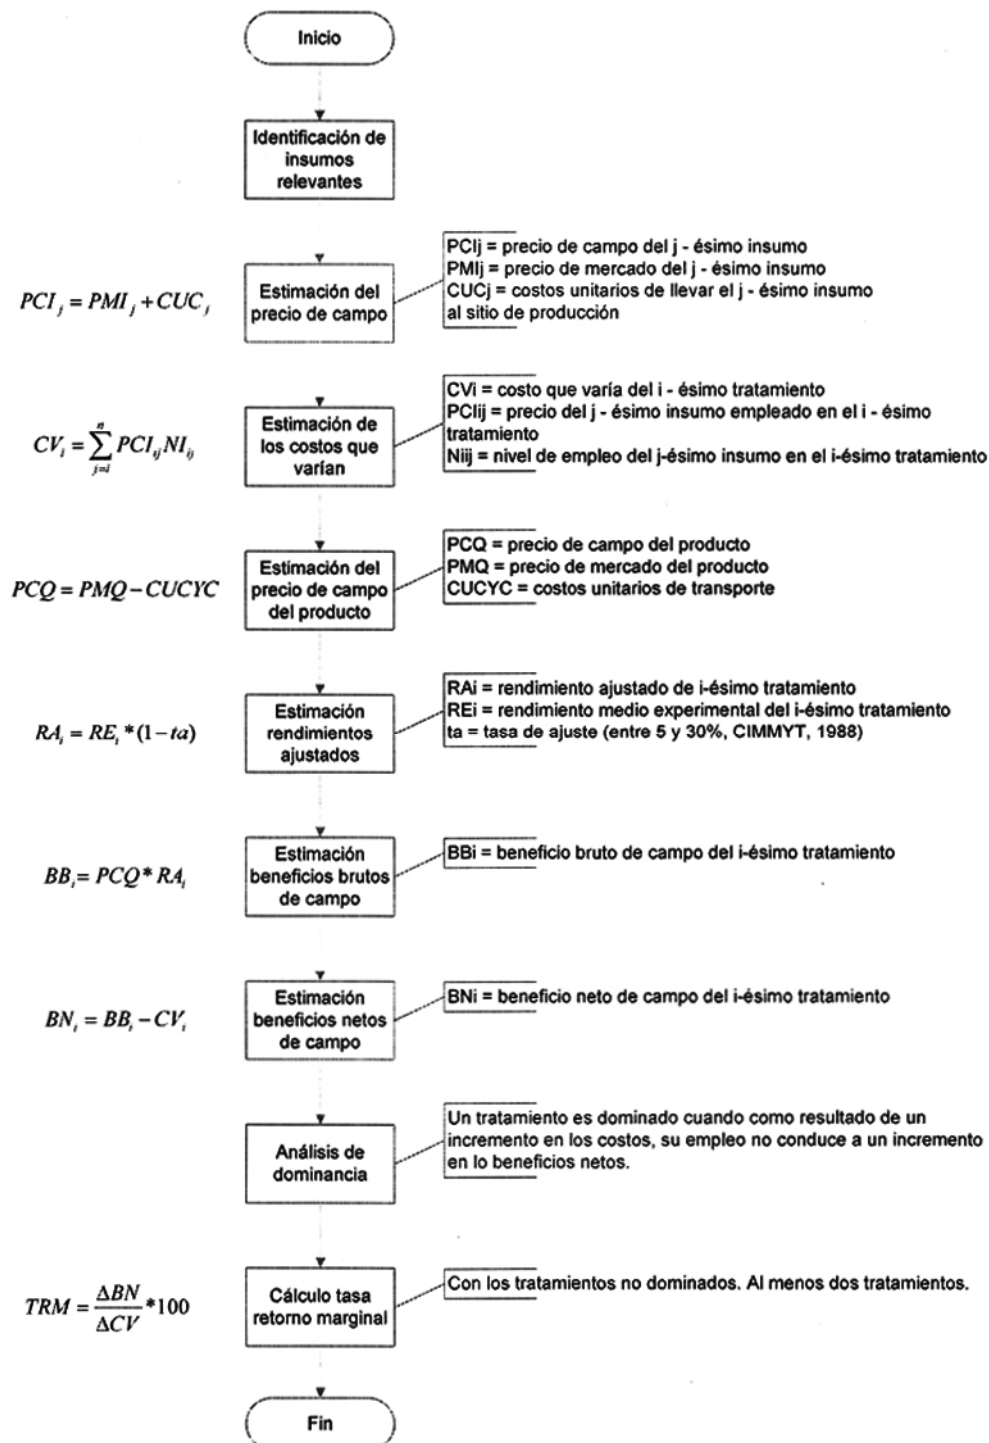 Inicio
Identificación de
insumos
relevantes
PCI_j = PMI_j + CUC_j
Estimación del
precio de campo
PCIj = precio de campo del j - ésimo insumo
PMIj = precio de mercado del j - ésimo insumo
CUCj = costos unitarios de llevar el j - ésimo insumo
al sitio de producción
CV_i = \sum_{j=i}^{n} PCI_{ij} NI_{ij}
Estimación de
los costos que
varían
CVi = costo que varía del i - ésimo tratamiento
PCIij = precio del j - ésimo insumo empleado en el i - ésimo
tratamiento
Niij = nivel de empleo del j-ésimo insumo en el i-ésimo tratamiento
PCQ = PMQ – CUCYC
Estimación del
precio de campo
del producto
PCQ = precio de campo del producto
PMQ = precio de mercado del producto
CUCYC = costos unitarios de transporte
RA_i = RE_i *(1– ta)
Estimación
rendimientos
ajustados
RAi = rendimiento ajustado de i-ésimo tratamiento
REi = rendimiento medio experimental del i-ésimo tratamiento
ta = tasa de ajuste (entre 5 y 30%, CIMMYT, 1988)
BB_i = PCQ * RA_i
Estimación
beneficios brutos
de campo
BBi = beneficio bruto de campo del i-ésimo tratamiento
BN_i = BB_i – CV_i
Estimación
beneficios netos
de campo
BNi = beneficio neto de campo del i-ésimo tratamiento
Análisis de
dominancia
Un tratamiento es dominado cuando como resultado de un
incremento en los costos, su empleo no conduce a un incremento
en lo beneficios netos.
TRM = \frac{ΔBN}{ΔCV} *100
Cálculo tasa
retorno marginal
Con los tratamientos no dominados. Al menos dos tratamientos.
Fin